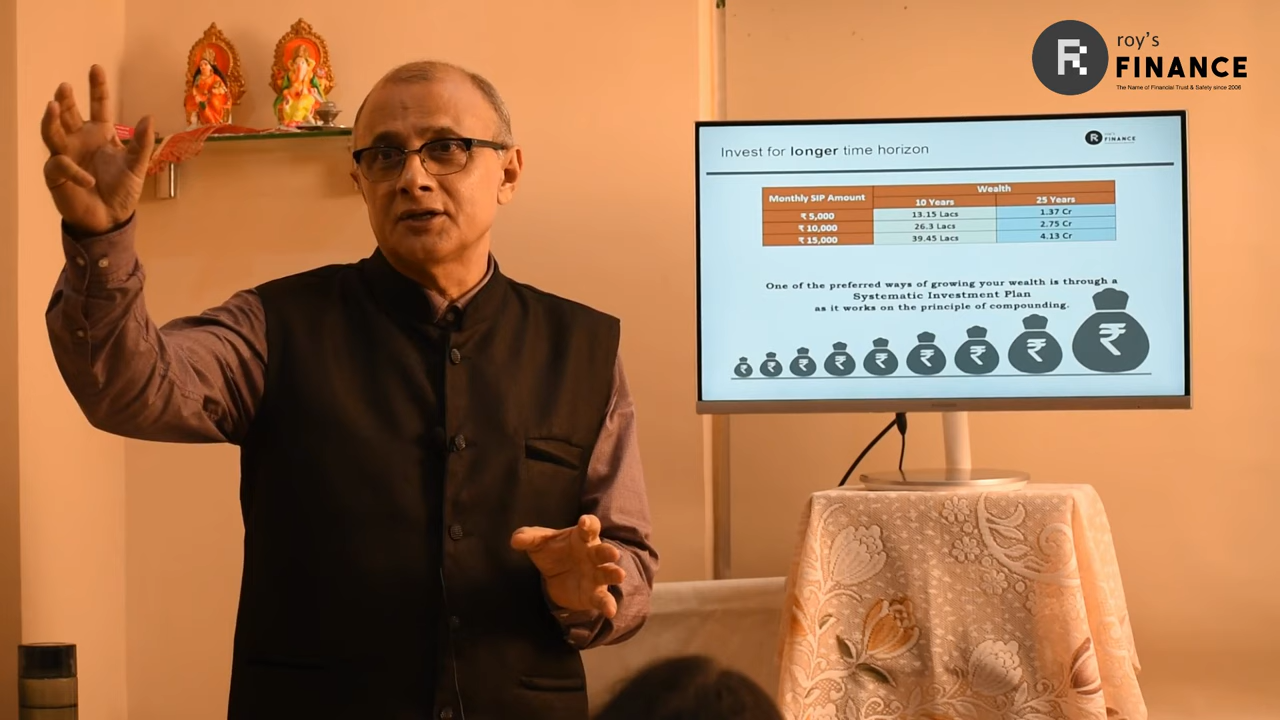 roy's
FINANCE
The Name of Financial Trust & Safety since 2006
Invest for longer time horizon
FINANCE
Monthly SIP Amount
Wealth
10 Years
25 Years
₹ 5,000
13.15 Lacs
1.37 Cr
₹ 10,000
26.3 Lacs
2.75 Cr
₹ 15,000
39.45 Lacs
4.13 Cr
One of the preferred ways of growing your wealth is through a
Systematic Investment Plan
as it works on the principle of compounding.
₹ ₹ ₹ ₹ ₹ ₹ ₹ ₹ ₹